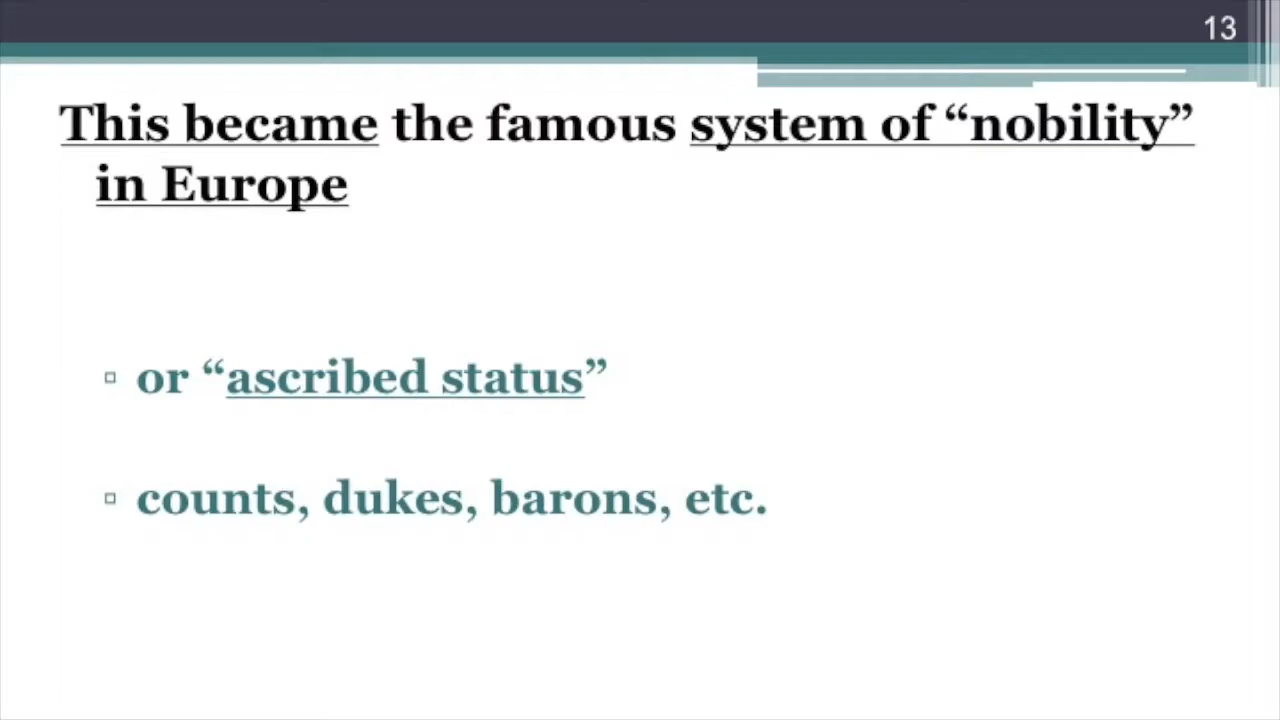 13
This became the famous system of “nobility”
in Europe
▫ or “ascribed status”
▫ counts, dukes, barons, etc.